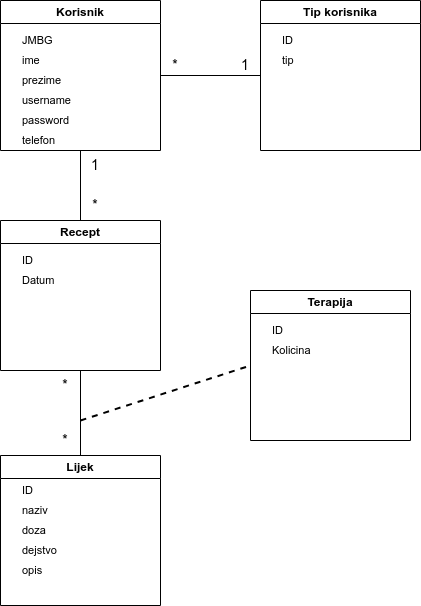 Korisnik
JMBG
ime
prezime
username
password
telefon
* 1
Tip korisnika
ID
tip
1
*
Recept
ID
Datum
*
*
Terapija
ID
Kolicina
Lijek
ID
naziv
doza
dejstvo
opis